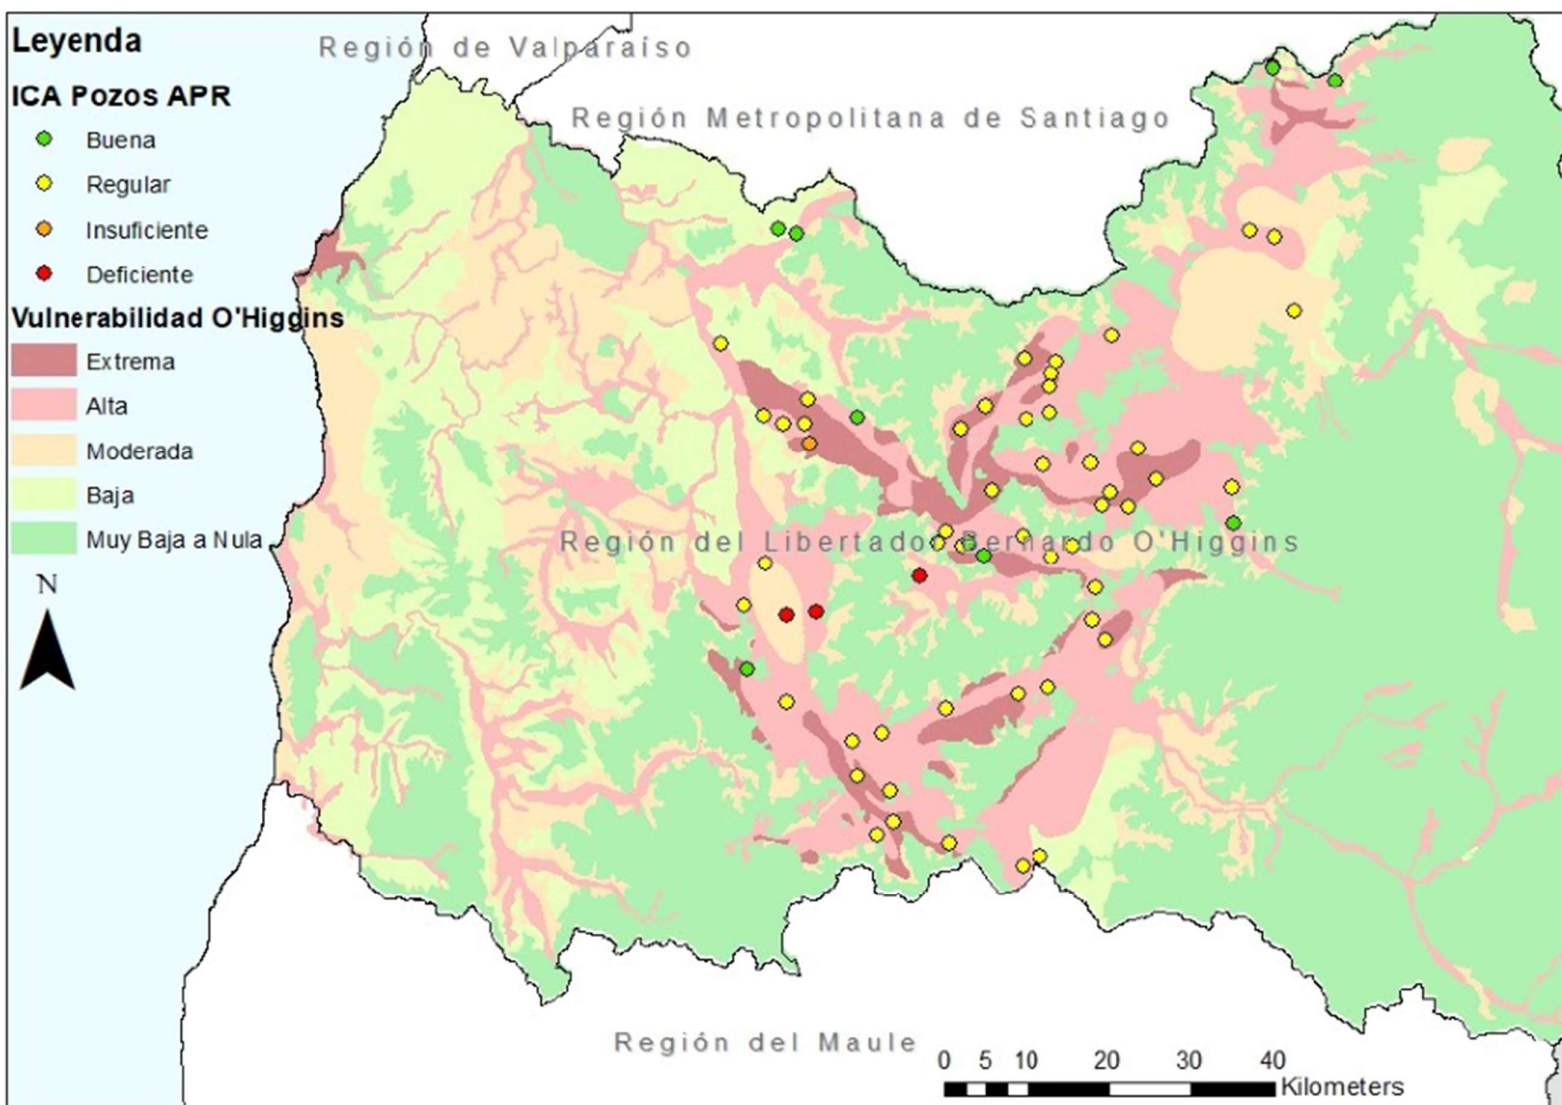 Leyenda
ICA Pozos APR
Buena
Regular
Insuficiente
Deficiente
Vulnerabilidad O'Higgins
Extrema
Alta
Moderada
Baja
Muy Baja a Nula
N
Región de Valparaíso
Región Metropolitana de Santiago
Región del Libertador Bernardo O'Higgins
Región del Maule
0 5 10 20 30 40
Kilometers